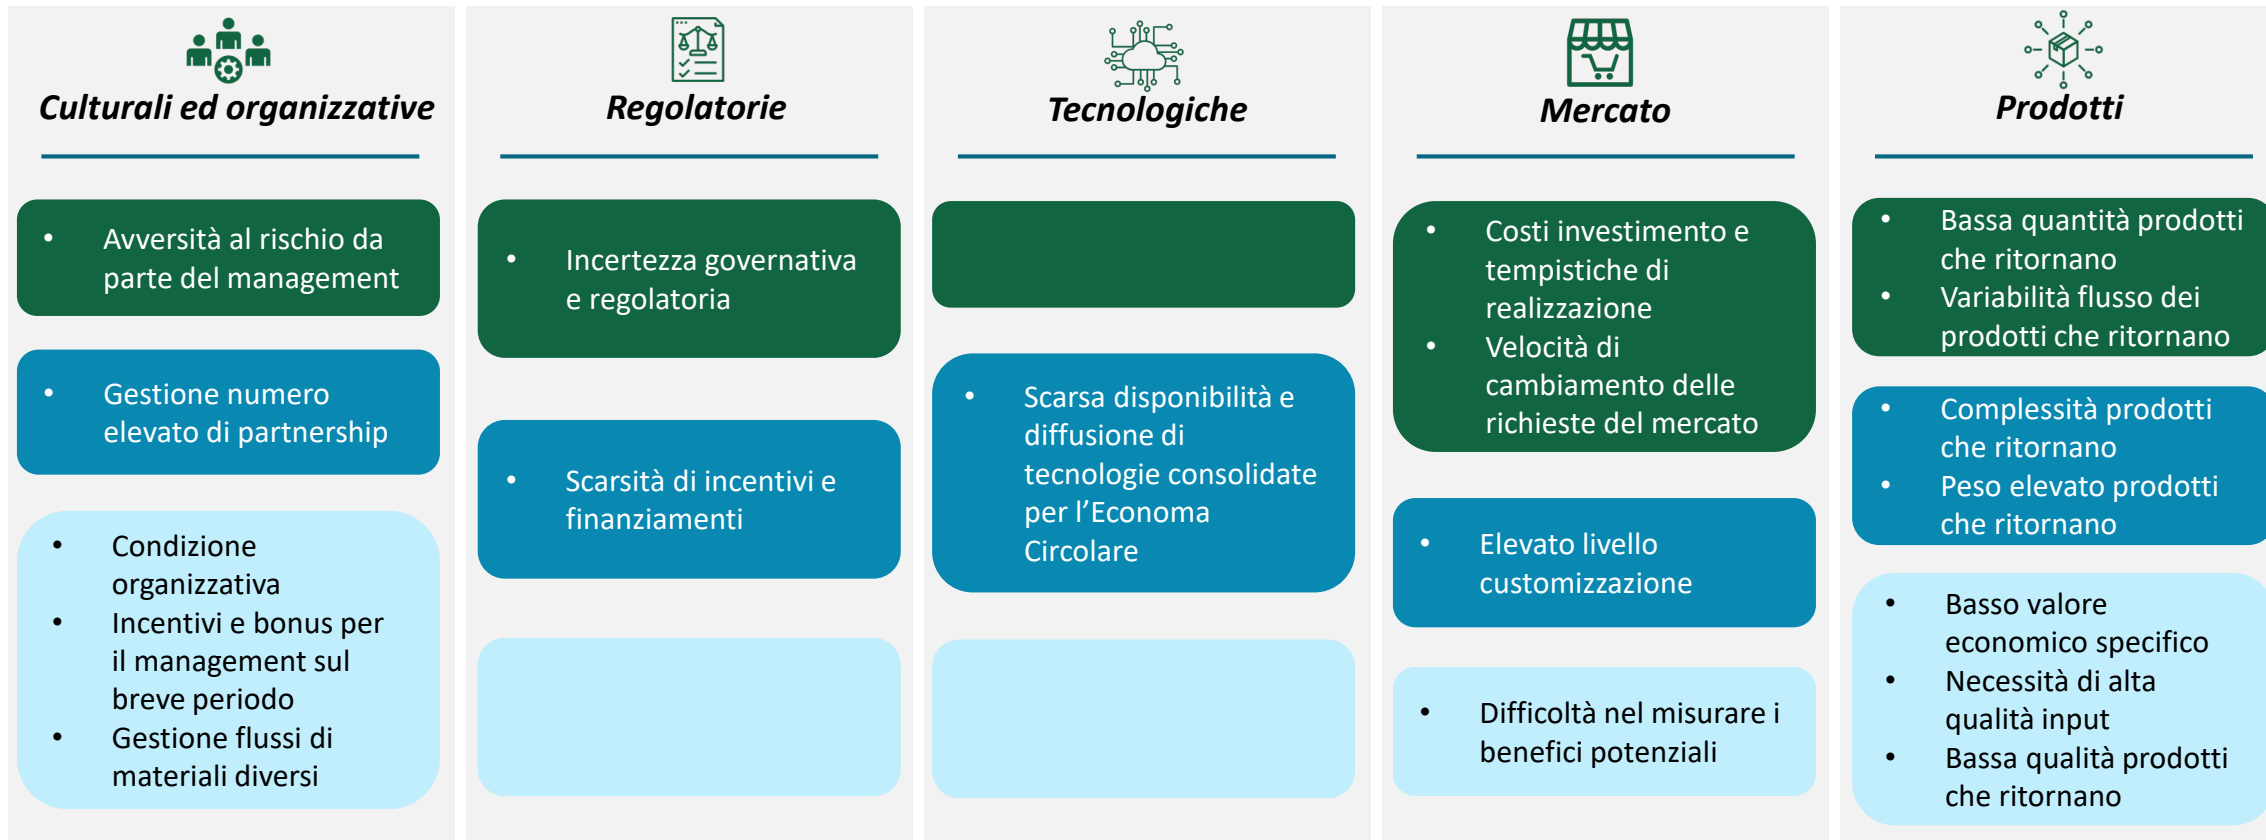 Culturali ed organizzative
• Avversità al rischio da
parte del management
• Gestione numero
elevato di partnership
• Condizione
organizzativa
• Incentivi e bonus per
il management sul
breve periodo
• Gestione flussi di
materiali diversi
Regolatorie
• Incertezza governativa
e regolatoria
• Scarsità di incentivi e
finanziamenti
Tecnologiche
• Scarsa disponibilità e
diffusione di
tecnologie consolidate
per l’Economa
Circolare
Mercato
• Costi investimento e
tempistiche di
realizzazione
• Velocità di
cambiamento delle
richieste del mercato
• Elevato livello
customizzazione
• Difficoltà nel misurare i
benefici potenziali
Prodotti
• Bassa quantità prodotti
che ritornano
• Variabilità flusso dei
prodotti che ritornano
• Complessità prodotti
che ritornano
• Peso elevato prodotti
che ritornano
• Basso valore
economico specifico
• Necessità di alta
qualità input
• Bassa qualità prodotti
che ritornano